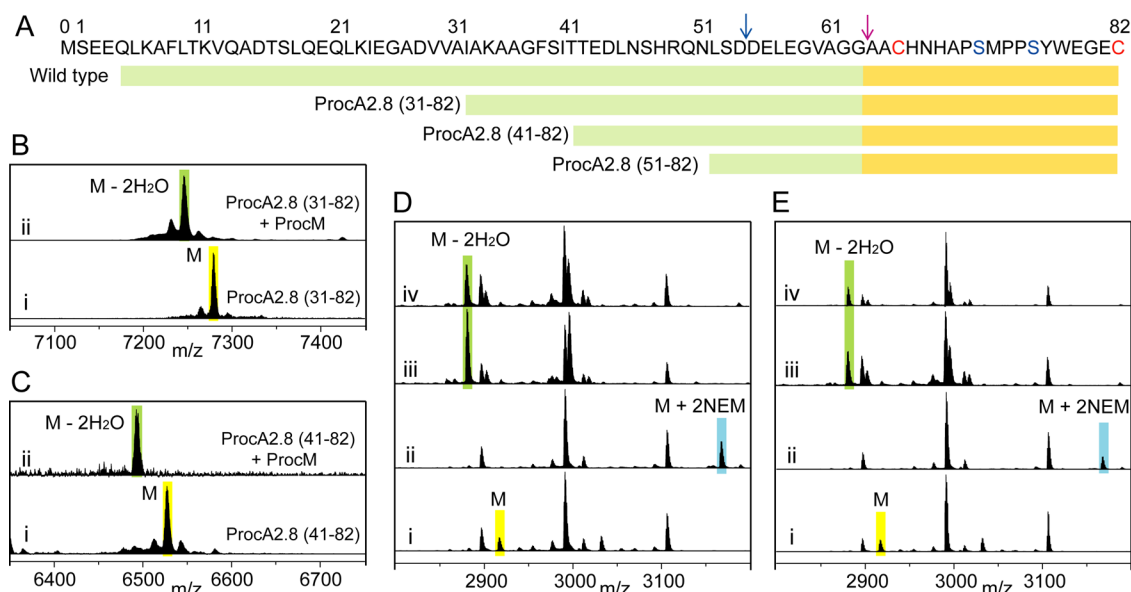 A
0 1 11 21 31 41 51 61 82
MSEEQLKAFLTKVQADTSLQEQLKIEGADVVAIAKAAGFSITTEDLNSHRQNLSDDELEGVAGGAACHNHAPSMPPSYWEGEC
Wild type
ProcA2.8 (31-82)
ProcA2.8 (41-82)
ProcA2.8 (51-82)
B
M - 2H₂O
ProcA2.8 (31-82)
+ ProcM
ii
M
i
ProcA2.8 (31-82)
7100 7200 7300 7400
m/z
C
M - 2H₂O
ProcA2.8 (41-82)
+ ProcM
ii
M
i
ProcA2.8 (41-82)
6400 6500 6600 6700
m/z
D
M - 2H₂O
iv
iii
M + 2NEM
ii
M
i
2900 3000 3100
m/z
E
M - 2H₂O
iv
iii
M + 2NEM
ii
M
i
2900 3000 3100
m/z